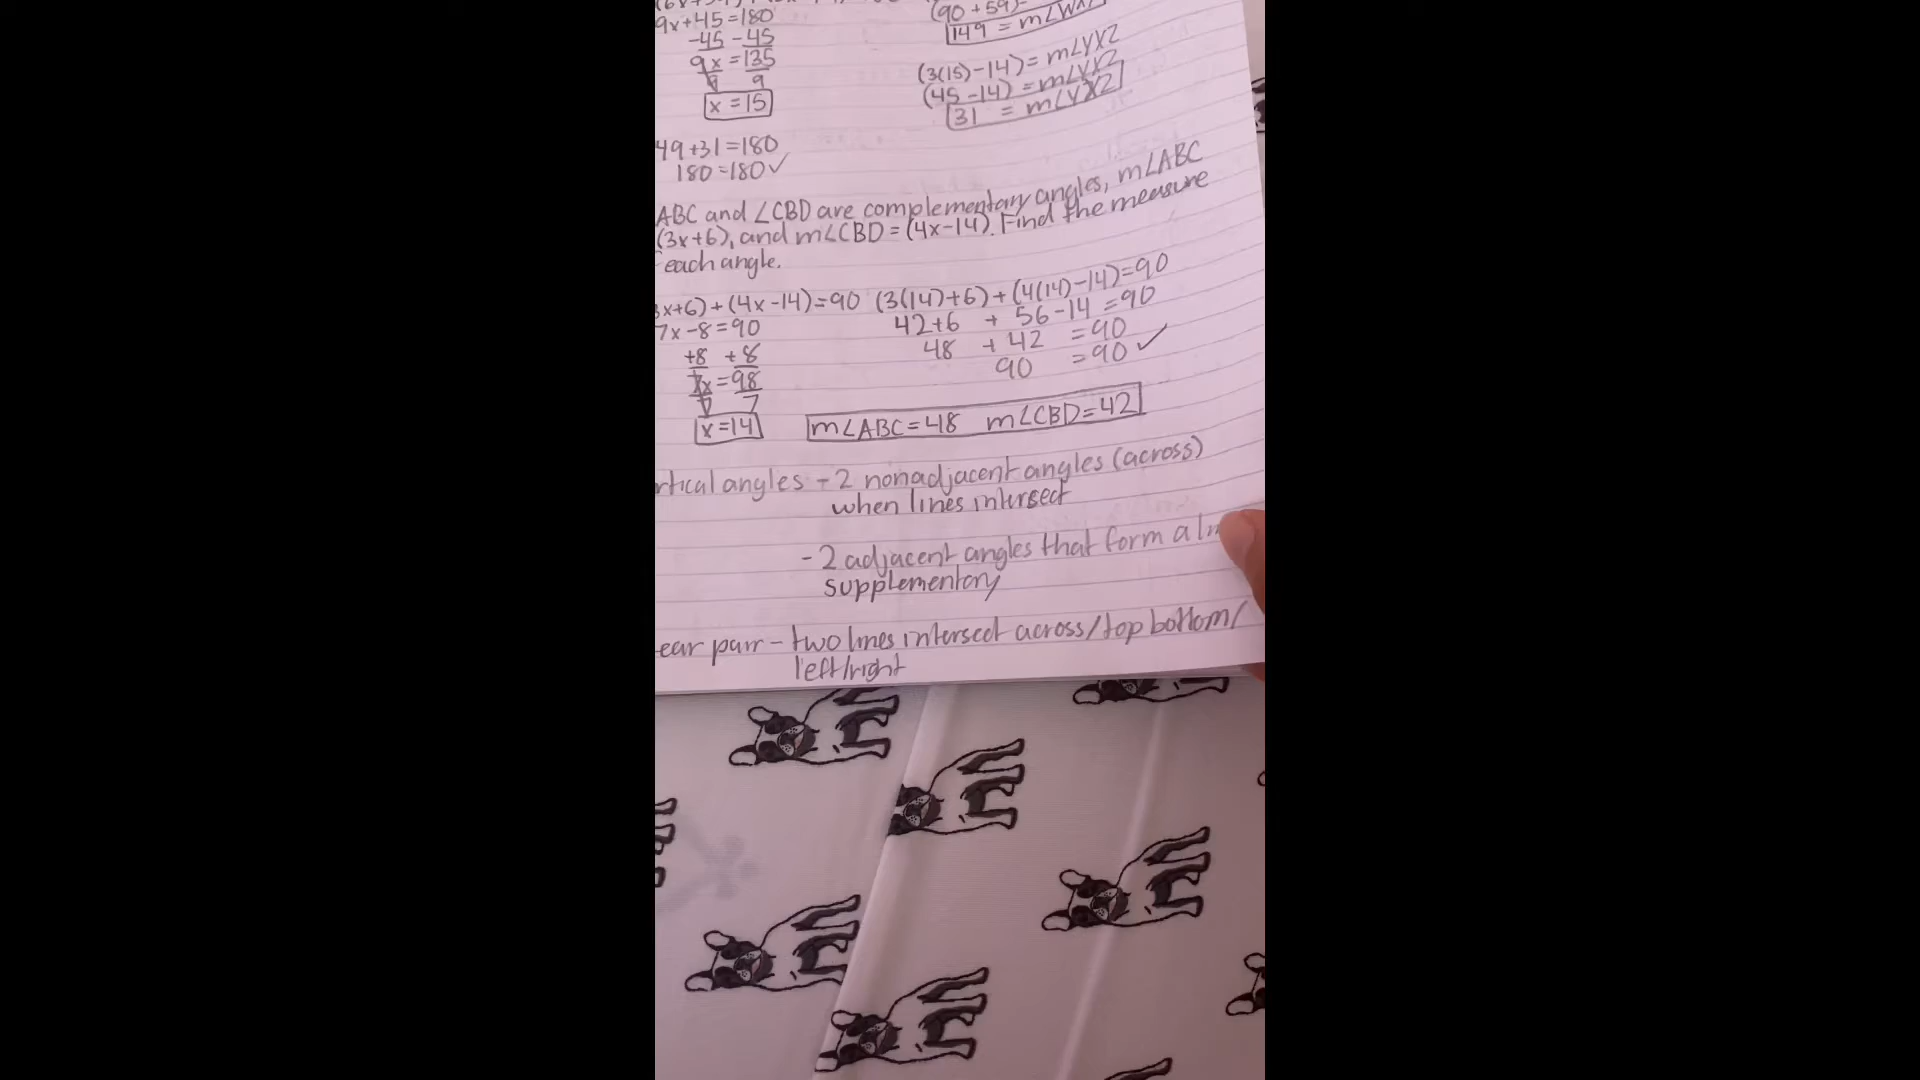 9x+45=180
-45 -45
9x = 135
9 9
x = 15
49+31=180
180=180✓
(90+59)=
149 = m∠WX
(3(15)-14) = m∠YXZ
(45-14) = m∠YXZ
31 = m∠YXZ
ABC and ∠CBD are complementary angles, m∠ABC
(3x+6), and m∠CBD = (4x-14). Find the measure
each angle.
3x+6) + (4x-14)=90
7x-8=90
+8 +8
7x = 98
7 7
x=14
(3(14)+6) + (4(14)-14)=90
42+6 + 56-14 =90
48 + 42 =90
90 =90 ✓
m∠ABC=48 m∠CBD=42
rtical angles - 2 nonadjacent angles (across)
when lines intersect
- 2 adjacent angles that form a lin
supplementory
ear parr - two lines intersect across/top bottom/
left/right